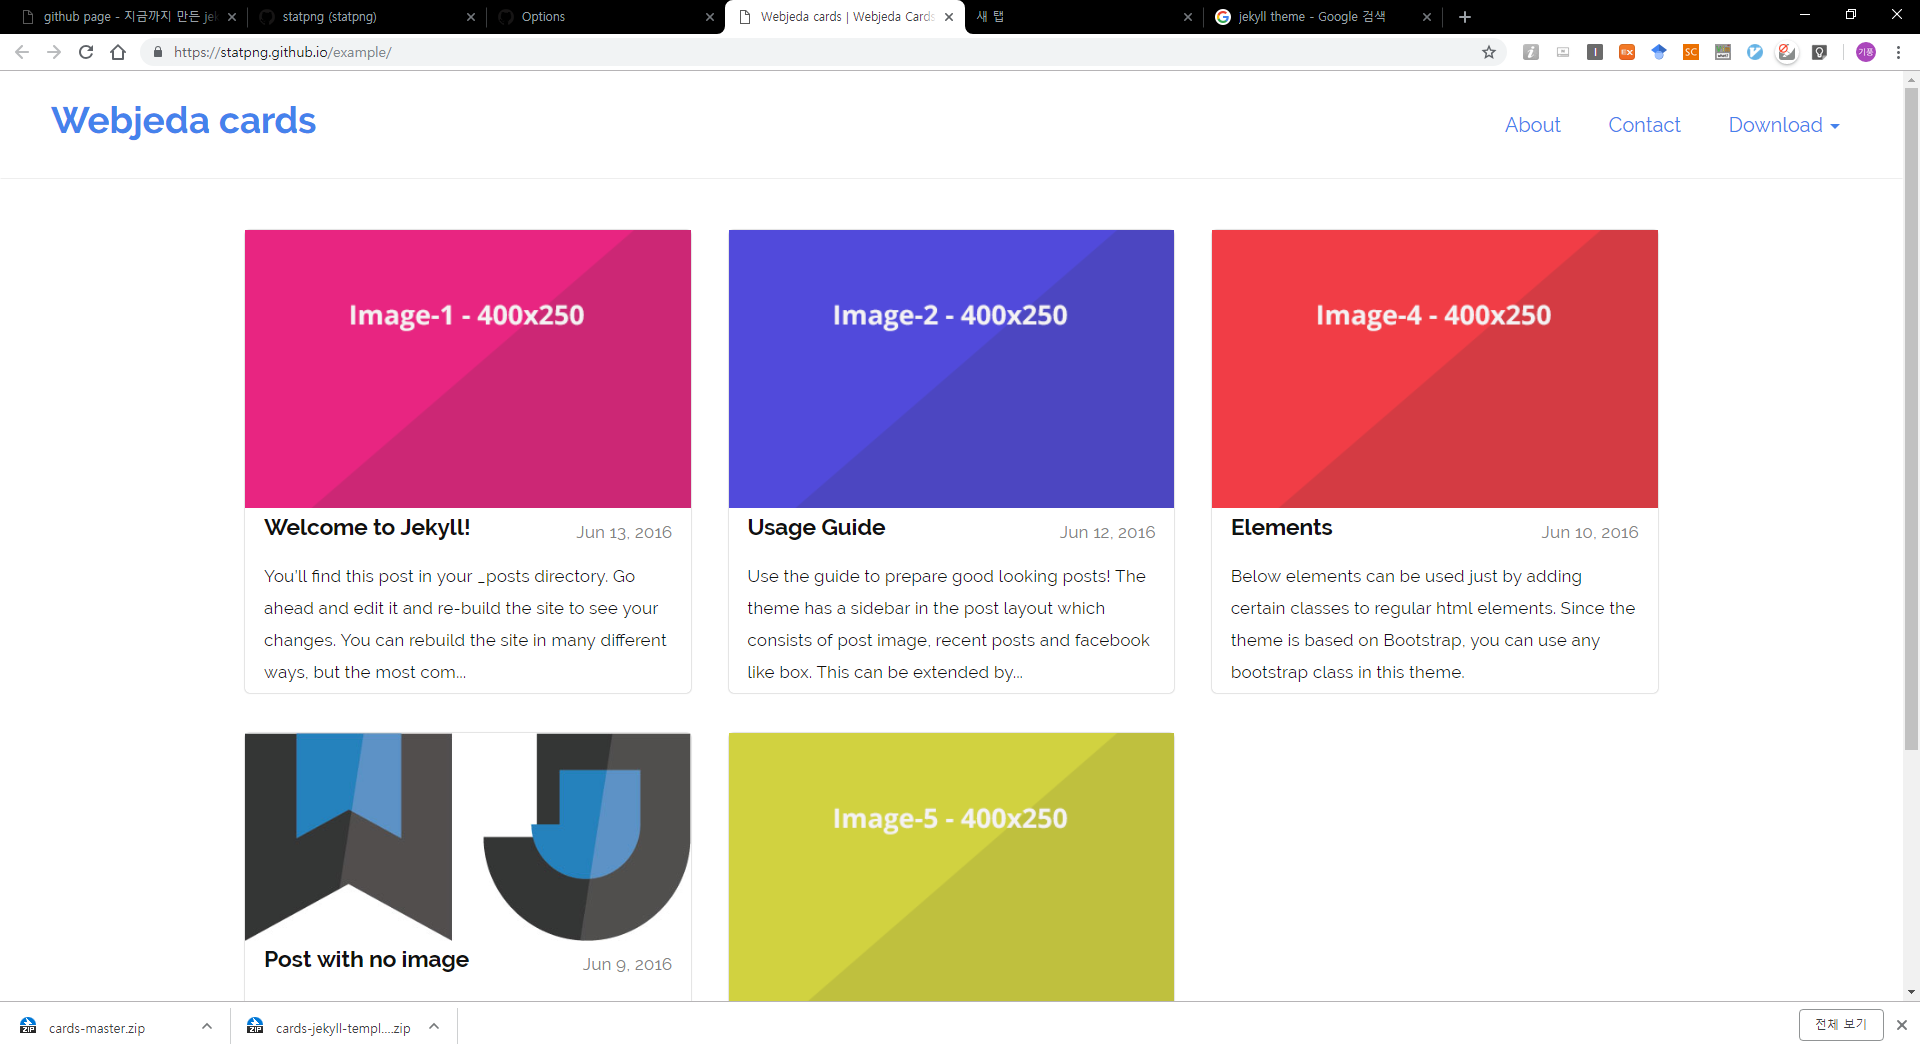 github page - 지금까지 만든 jek
statpng (statpng)
Options
Webjeda cards | Webjeda Cards
새 탭
jekyll theme - Google 검색
https://statpng.github.io/example/
기풍
Webjeda cards
About
Contact
Download
Image-1 - 400x250
Image-2 - 400x250
Image-4 - 400x250
Welcome to Jekyll!
Jun 13, 2016
You'll find this post in your _posts directory. Go
ahead and edit it and re-build the site to see your
changes. You can rebuild the site in many different
ways, but the most com...
Usage Guide
Jun 12, 2016
Use the guide to prepare good looking posts! The
theme has a sidebar in the post layout which
consists of post image, recent posts and facebook
like box. This can be extended by...
Elements
Jun 10, 2016
Below elements can be used just by adding
certain classes to regular html elements. Since the
theme is based on Bootstrap, you can use any
bootstrap class in this theme.
Post with no image
Jun 9, 2016
Image-5 - 400x250
ZIP
cards-master.zip
ZIP
cards-jekyll-templ....zip
전체 보기